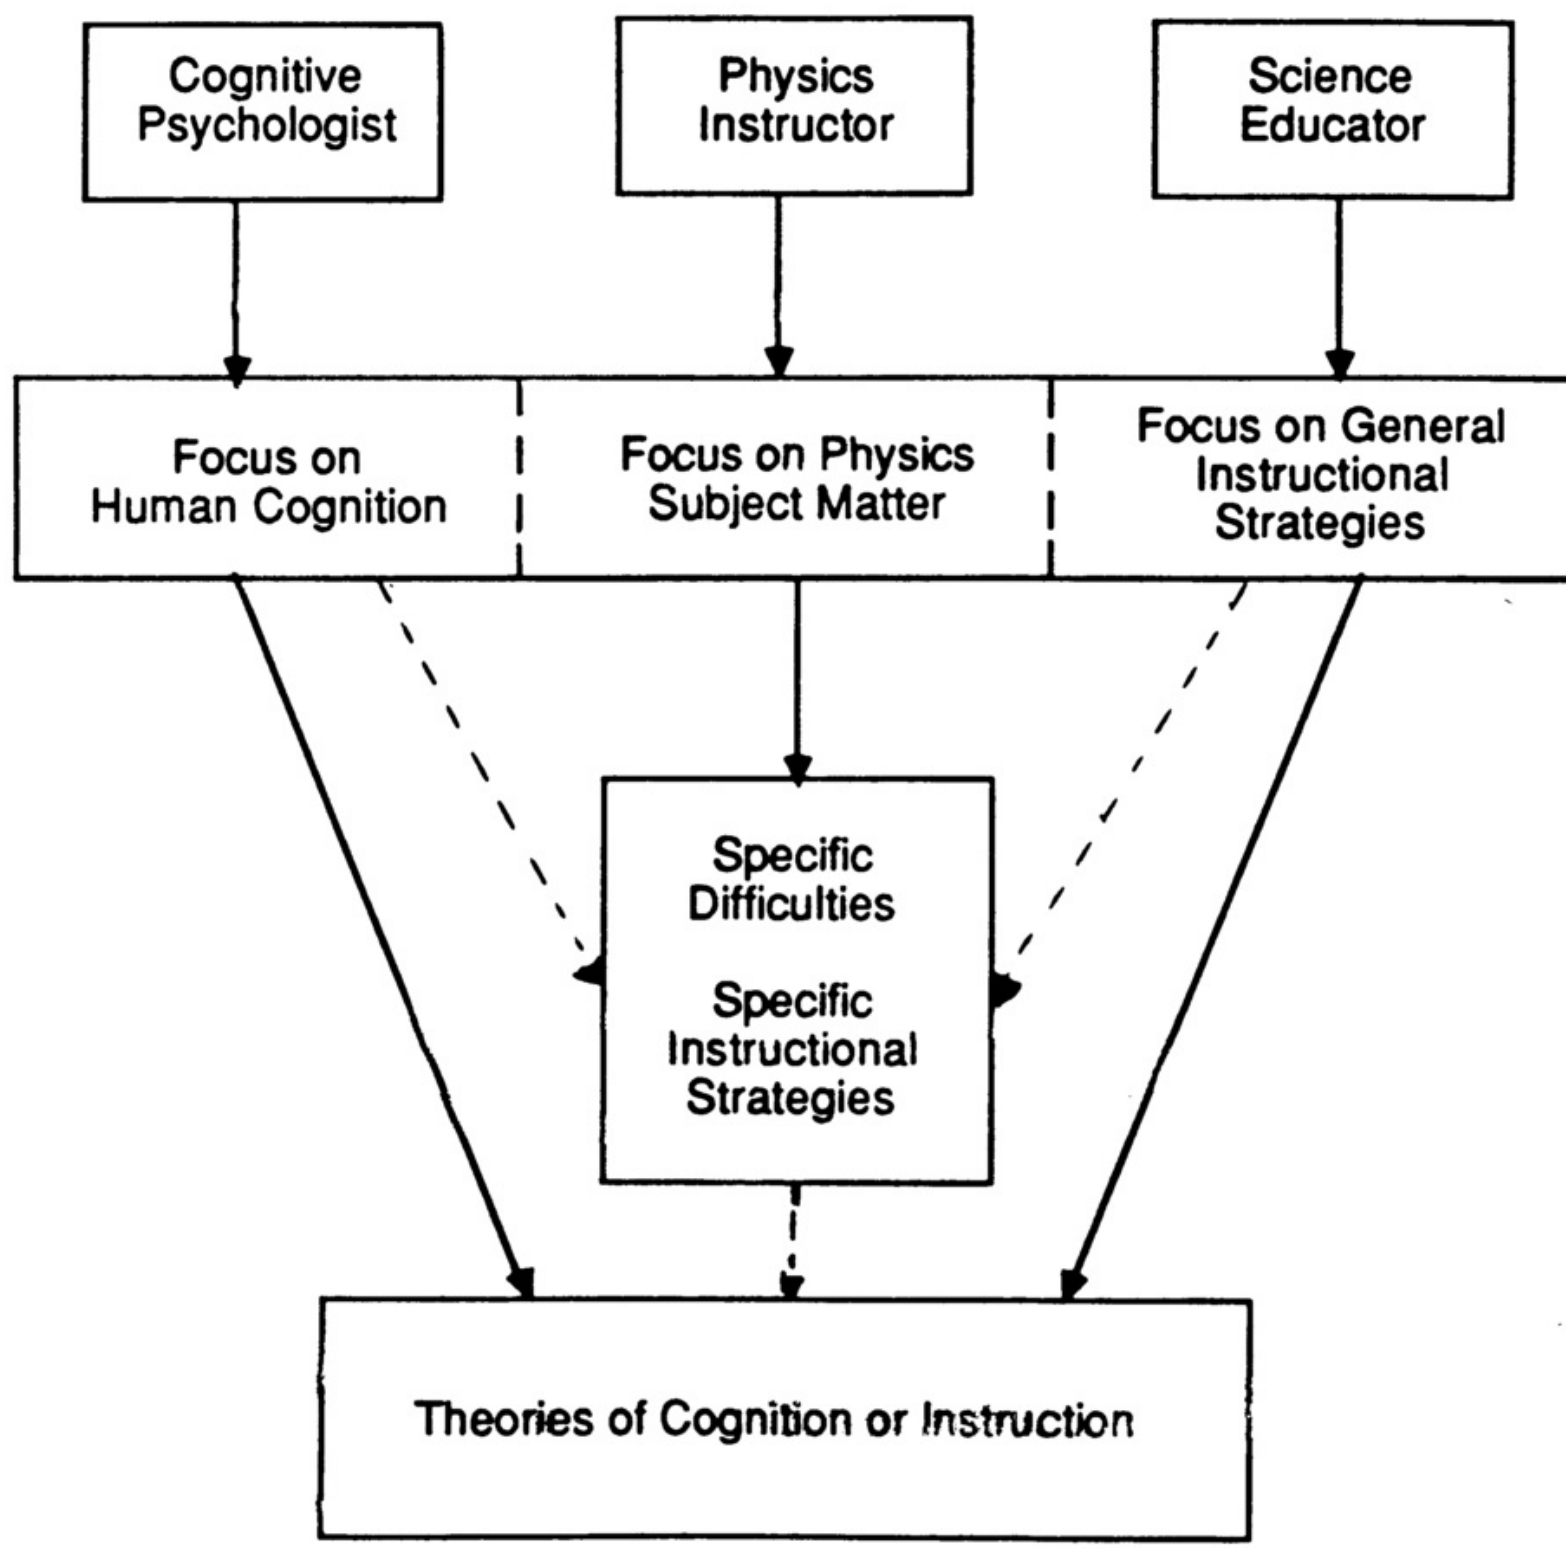 Cognitive
Psychologist
Physics
Instructor
Science
Educator
Focus on
Human Cognition
Focus on Physics
Subject Matter
Focus on General
Instructional
Strategies
Specific
Difficulties
Specific
Instructional
Strategies
Theories of Cognition or Instruction